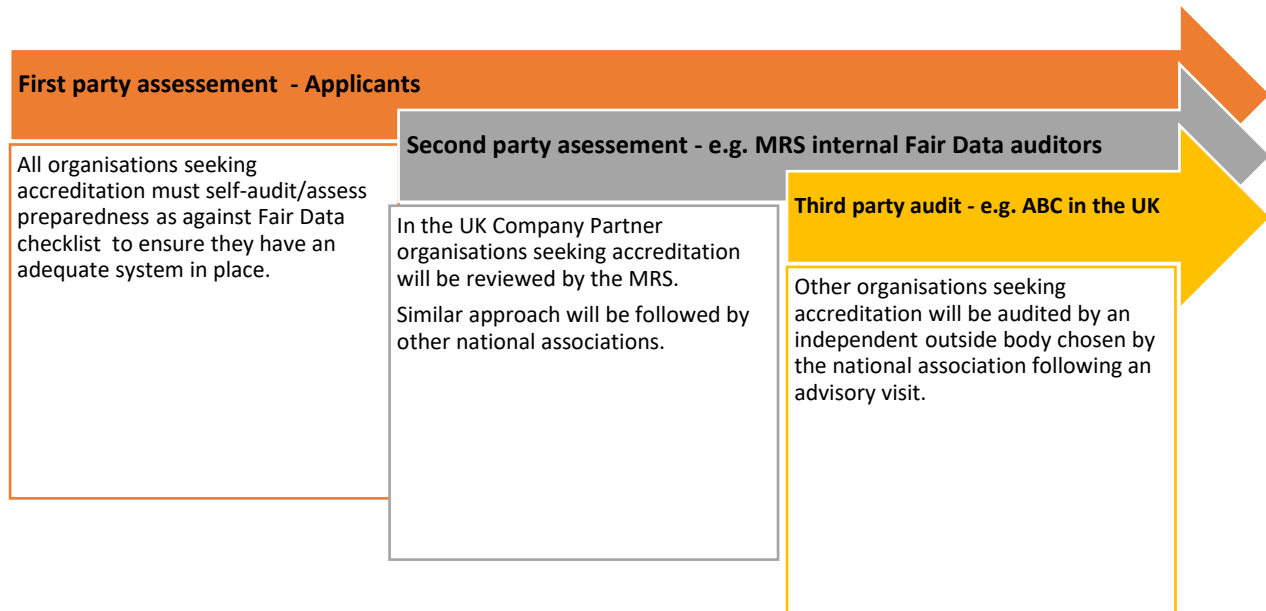 First party assessement - Applicants
All organisations seeking
accreditation must self-audit/assess
preparedness as against Fair Data
checklist to ensure they have an
adequate system in place.
Second party asessement - e.g. MRS internal Fair Data auditors
In the UK Company Partner
organisations seeking accreditation
will be reviewed by the MRS.
Similar approach will be followed by
other national associations.
Third party audit - e.g. ABC in the UK
Other organisations seeking
accreditation will be audited by an
independent outside body chosen by
the national association following an
advisory visit.